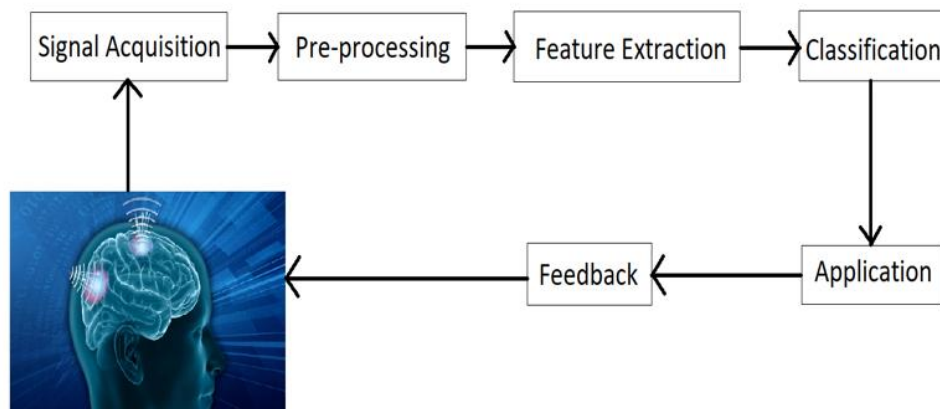 Signal Acquisition
Pre-processing
Feature Extraction
Classification
Application
Feedback